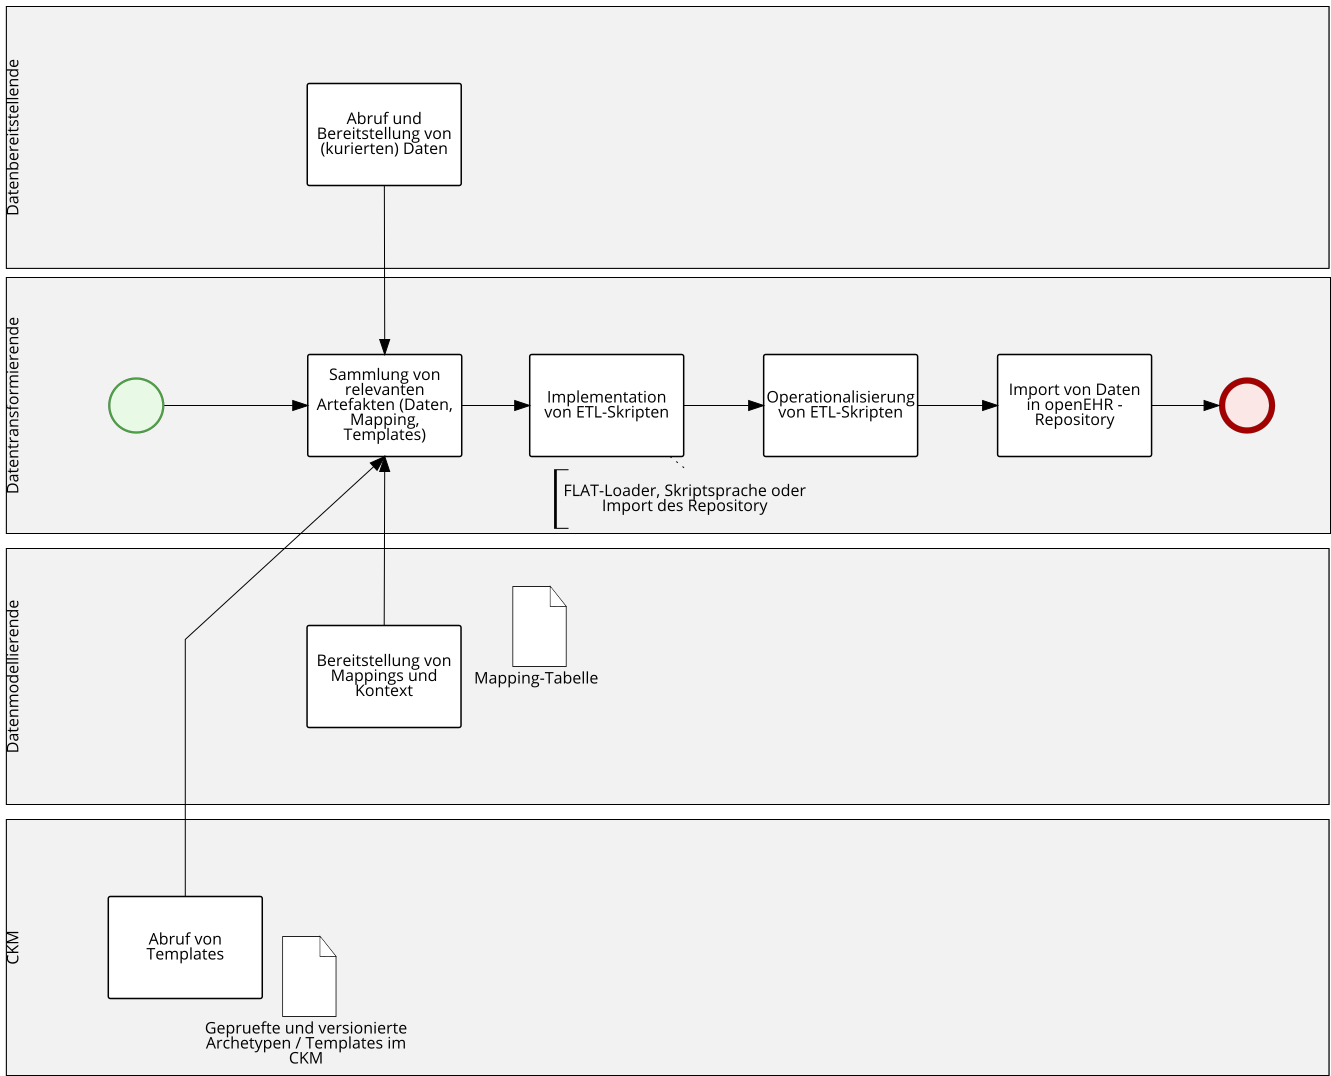 Datenbereitstellende
Abruf und
Bereitstellung von
(kurierten) Daten
Datentransformierende
Sammlung von
relevanten
Artefakten (Daten,
Mapping,
Templates)
Implementation
von ETL-Skripten
Operationalisierung
von ETL-Skripten
Import von Daten
in openEHR -
Repository
FLAT-Loader, Skriptsprache oder
Import des Repository
Datenmodellierende
Bereitstellung von
Mappings und
Kontext
Mapping-Tabelle
CKM
Abruf von
Templates
Gepruefte und versionierte
Archetypen / Templates im
CKM